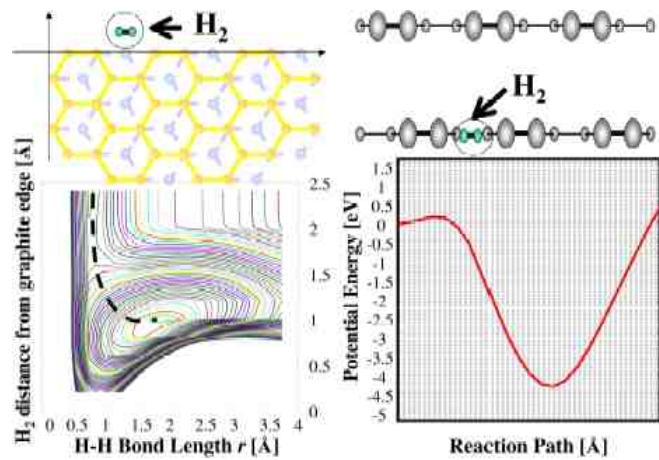 H2
H2
H2 distance from graphite edge [Å]
2.5
2
1.5
1
0.5
0
0 0.5 1 1.5 2 2.5 3 3.5 4
H-H Bond Length r [Å]
Potential Energy [eV]
1.5
1
0.5
0
-0.5
-1
-1.5
-2
-2.5
-3
-3.5
-4
-4.5
-5
Reaction Path [Å]